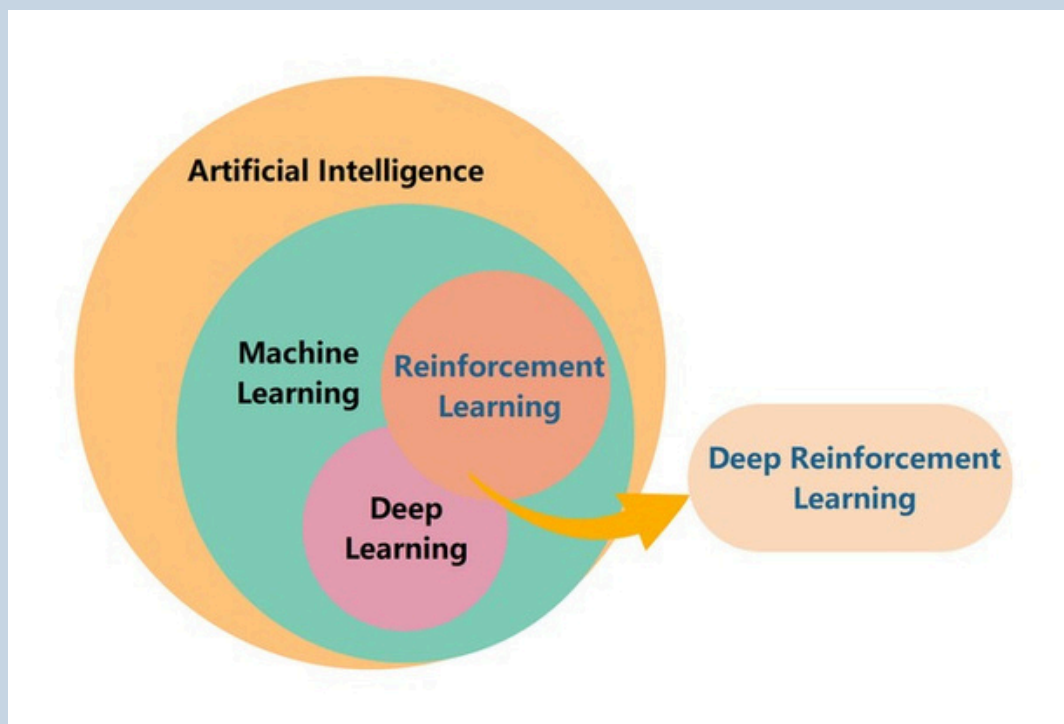 Artificial Intelligence
Machine
Learning
Reinforcement
Learning
Deep
Learning
Deep Reinforcement
Learning